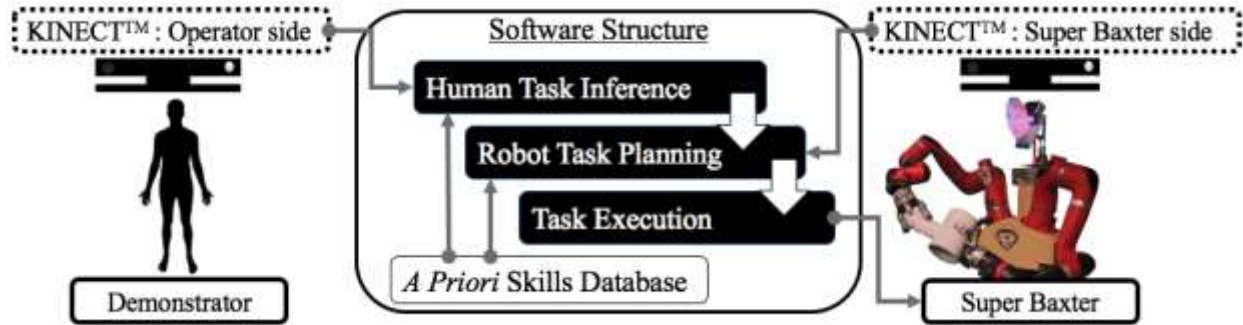 KINECT™ : Operator side
Software Structure
KINECT™ : Super Baxter side
Human Task Inference
Robot Task Planning
Task Execution
A Priori Skills Database
Demonstrator
Super Baxter